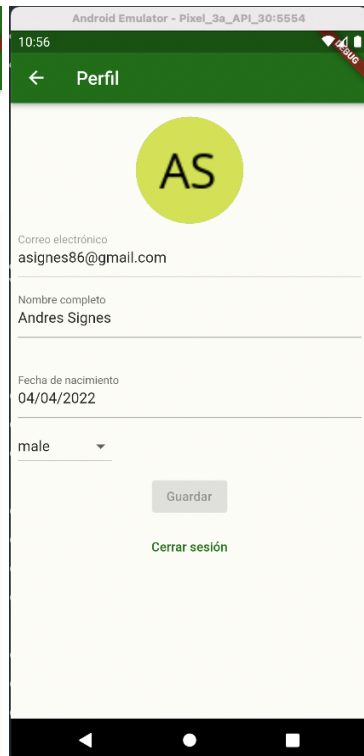 Android Emulator - Pixel_3a_API_30:5554
10:56
DEBUG
Perfil
AS
Correo electrónico
asignes86@gmail.com
Nombre completo
Andres Signes
Fecha de nacimiento
04/04/2022
male
Guardar
Cerrar sesión